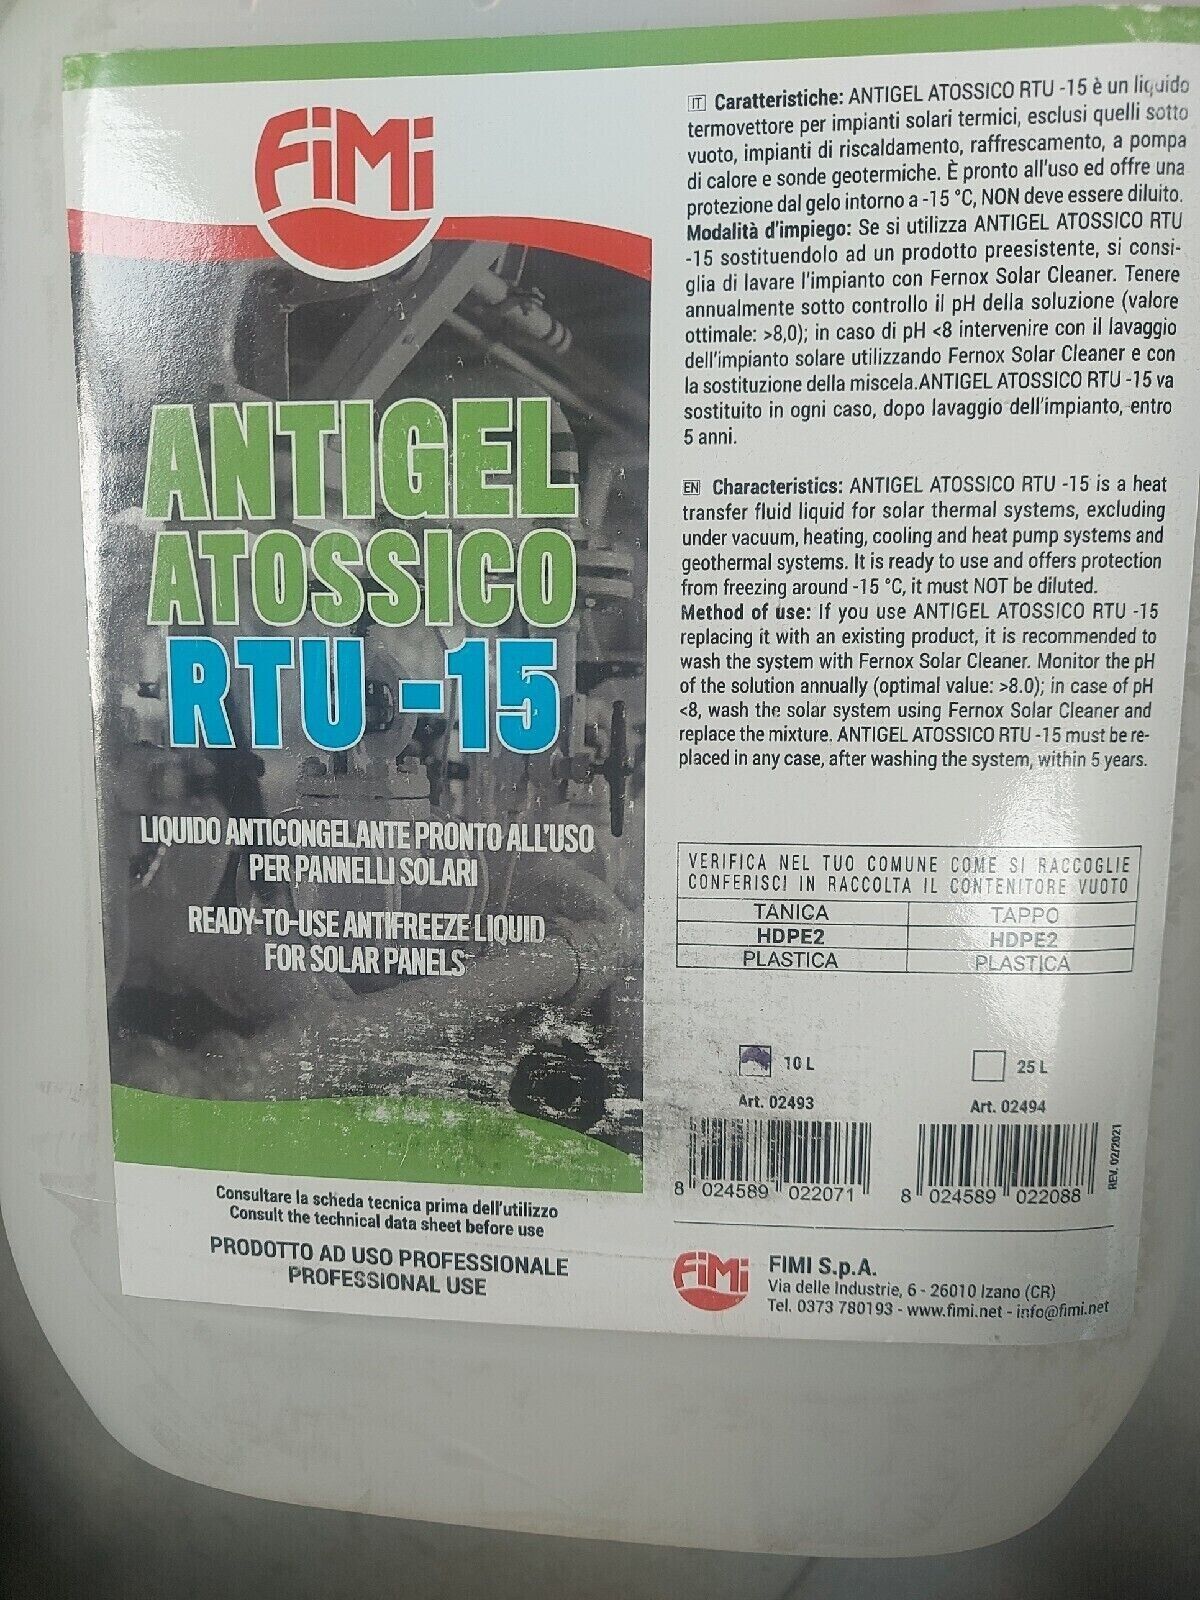 FiMi
ANTIGEL
ATOSSICO
RTU -15
LIQUIDO ANTICONGELANTE PRONTO ALL'USO
PER PANNELLI SOLARI
READY-TO-USE ANTIFREEZE LIQUID
FOR SOLAR PANELS
Consultare la scheda tecnica prima dell'utilizzo
Consult the technical data sheet before use
PRODOTTO AD USO PROFESSIONALE
PROFESSIONAL USE
IT Caratteristiche: ANTIGEL ATOSSICO RTU -15 è un liquido
termovettore per impianti solari termici, esclusi quelli sotto
vuoto, impianti di riscaldamento, raffrescamento, a pompa
di calore e sonde geotermiche. È pronto all'uso ed offre una
protezione dal gelo intorno a -15 °C, NON deve essere diluito.
Modalità d'impiego: Se si utilizza ANTIGEL ATOSSICO RTU
-15 sostituendolo ad un prodotto preesistente, si consi-
glia di lavare l'impianto con Fernox Solar Cleaner. Tenere
annualmente sotto controllo il pH della soluzione (valore
ottimale: >8,0); in caso di pH <8 intervenire con il lavaggio
dell'impianto solare utilizzando Fernox Solar Cleaner e con
la sostituzione della miscela.ANTIGEL ATOSSICO RTU -15 va
sostituito in ogni caso, dopo lavaggio dell'impianto, entro
5 anni.
EN Characteristics: ANTIGEL ATOSSICO RTU -15 is a heat
transfer fluid liquid for solar thermal systems, excluding
under vacuum, heating, cooling and heat pump systems and
geothermal systems. It is ready to use and offers protection
from freezing around -15 °C, it must NOT be diluted.
Method of use: If you use ANTIGEL ATOSSICO RTU -15
replacing it with an existing product, it is recommended to
wash the system with Fernox Solar Cleaner. Monitor the pH
of the solution annually (optimal value: >8.0); in case of pH
<8, wash the solar system using Fernox Solar Cleaner and
replace the mixture. ANTIGEL ATOSSICO RTU -15 must be re-
placed in any case, after washing the system, within 5 years.
VERIFICA NEL TUO COMUNE COME SI RACCOGLIE
CONFERISCI IN RACCOLTA IL CONTENITORE VUOTO
TANICA TAPPO
HDPE2 HDPE2
PLASTICA PLASTICA
10 L 25 L
Art. 02493 Art. 02494
8 024589 022071 8 024589 022088
REV. 02/2021
FiMi
FIMI S.p.A.
Via delle Industrie, 6 - 26010 Izano (CR)
Tel. 0373 780193 - www.fimi.net - info@fimi.net